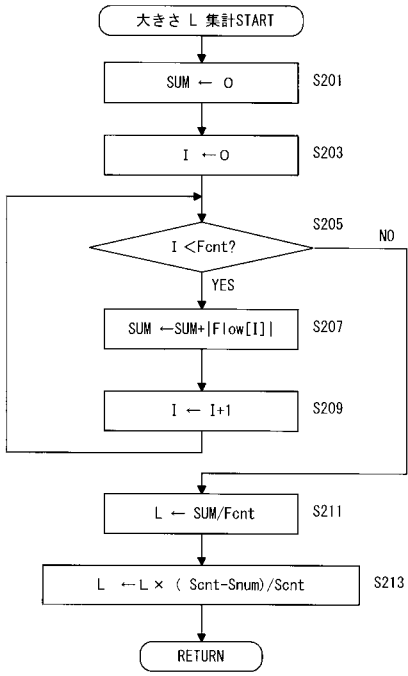 大きさ L 集計START
SUM ← 0
S201
I ← 0
S203
S205
I <Fcnt?
NO
YES
SUM ←SUM+|Flow[I]|
S207
I ← I+1
S209
L ← SUM/Fcnt
S211
L ←L × ( Scnt-Snum)/Scnt
S213
RETURN